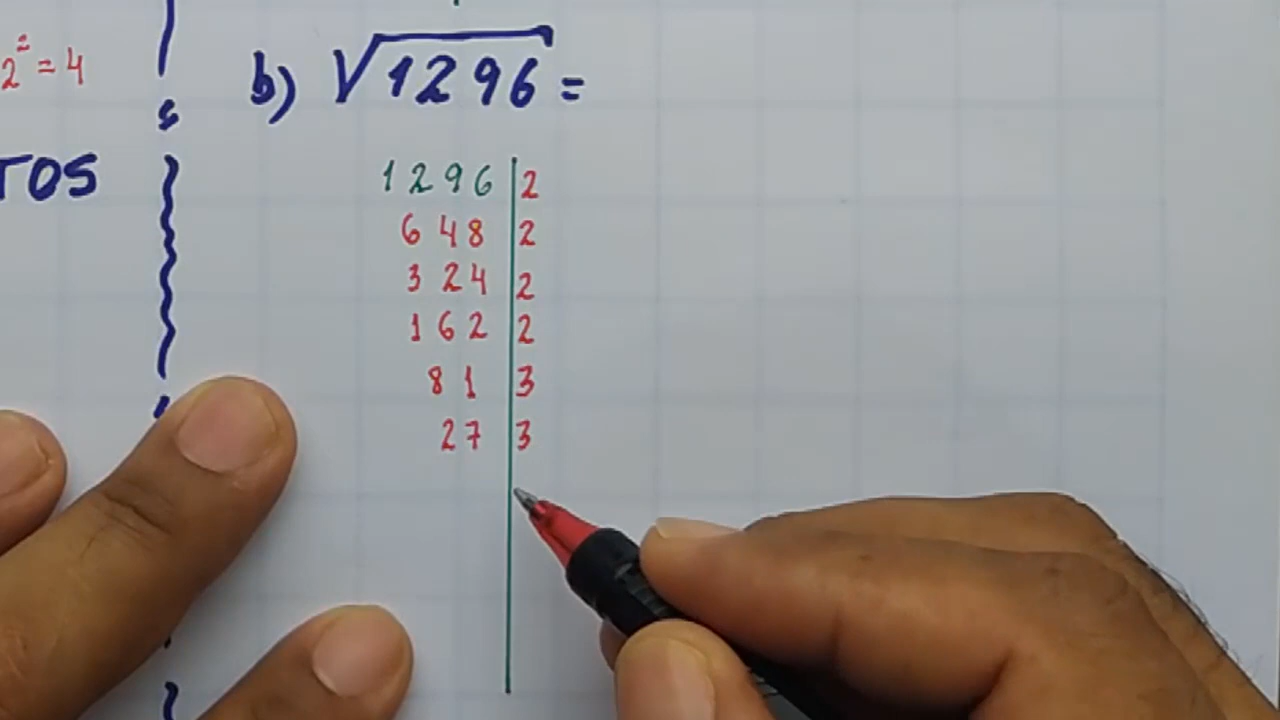 2² = 4
TOS
b) √1296 =
1296 | 2
648 | 2
324 | 2
162 | 2
81 | 3
27 | 3